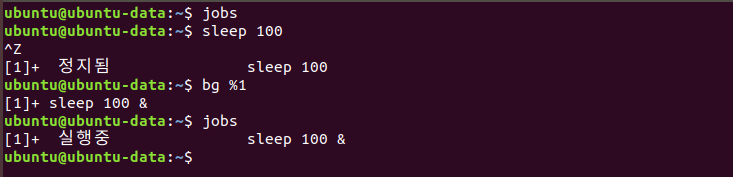 ubuntu@ubuntu-data:~$ jobs
ubuntu@ubuntu-data:~$ sleep 100
^Z
[1]+  정지됨               sleep 100
ubuntu@ubuntu-data:~$ bg %1
[1]+ sleep 100 &
ubuntu@ubuntu-data:~$ jobs
[1]+  실행중               sleep 100 &
ubuntu@ubuntu-data:~$